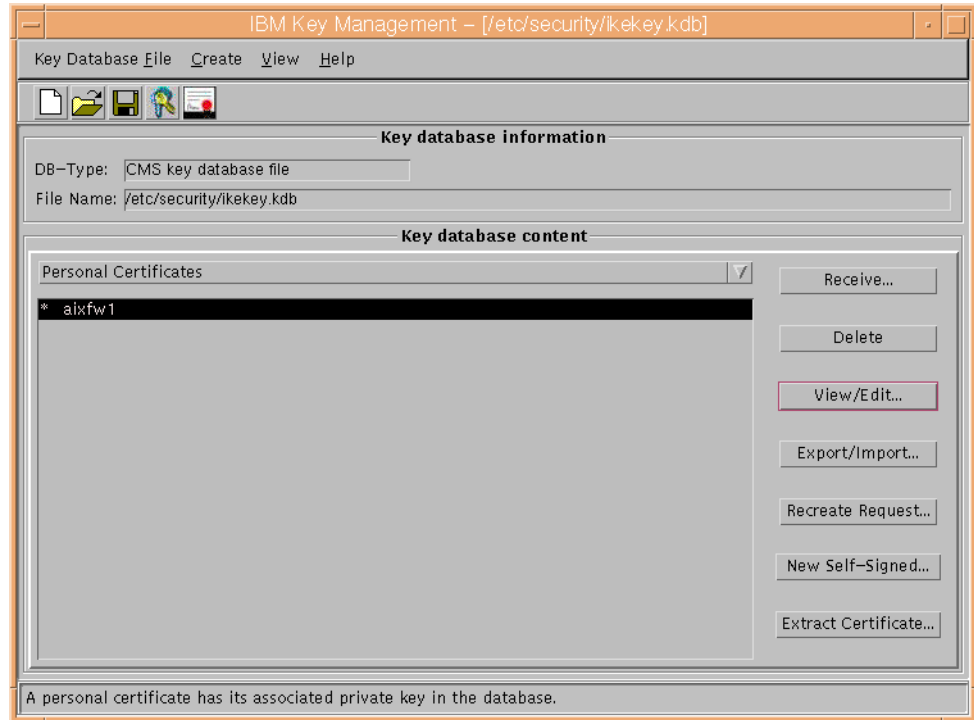 IBM Key Management – [/etc/security/ikekey.kdb]
Key Database File Create View Help
Key database information
DB–Type: CMS key database file
File Name: /etc/security/ikekey.kdb
Key database content
Personal Certificates
* aixfw1
Receive...
Delete
View/Edit...
Export/Import...
Recreate Request...
New Self–Signed...
Extract Certificate...
A personal certificate has its associated private key in the database.